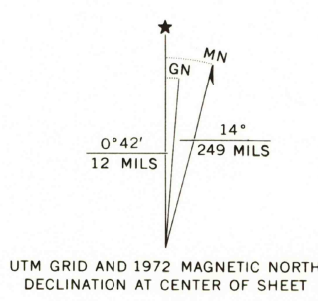 ★
MN
GN
0°42′
12 MILS
14°
249 MILS
UTM GRID AND 1972 MAGNETIC NORTH
DECLINATION AT CENTER OF SHEET